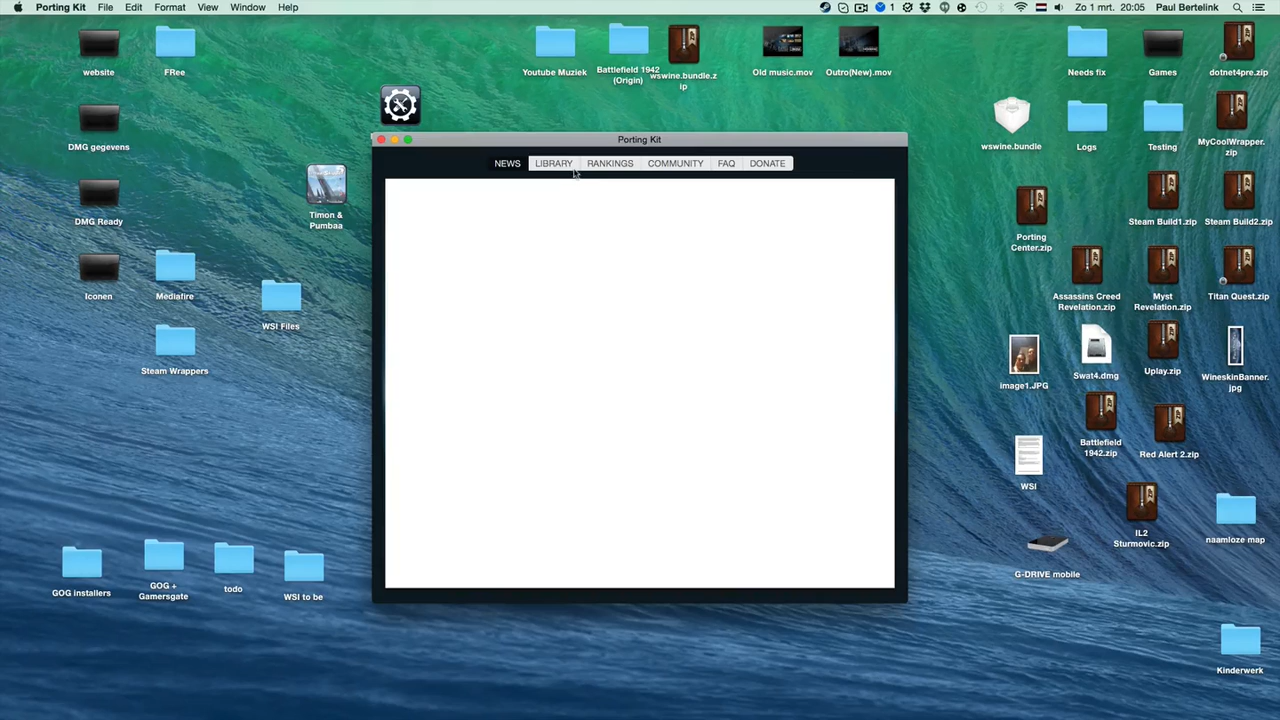 Porting Kit File Edit Format View Window Help
1 Zo 1 mrt. 20:05 Paul Bertelink
website
FRee
DMG gegevens
DMG Ready
Iconen
Mediafire
Steam Wrappers
WSI Files
Timon &
Pumbaa
GOG installers
GOG +
Gamersgate
todo
WSI to be
Youtube Muziek
Battlefield 1942
(Origin)
wswine.bundle.z
ip
Old music.mov
Outro(New).mov
Porting Kit
NEWS LIBRARY RANKINGS COMMUNITY FAQ DONATE
Needs fix
Games
dotnet4pre.zip
wswine.bundle
Logs
Testing
MyCoolWrapper.
zip
Porting
Center.zip
Steam Build1.zip
Steam Build2.zip
Assassins Creed
Revelation.zip
Myst
Revelation.zip
Titan Quest.zip
image1.JPG
Swat4.dmg
Uplay.zip
WineskinBanner.
jpg
Battlefield
1942.zip
Red Alert 2.zip
WSI
IL2
Sturmovic.zip
naamloze map
G-DRIVE mobile
Kinderwerk